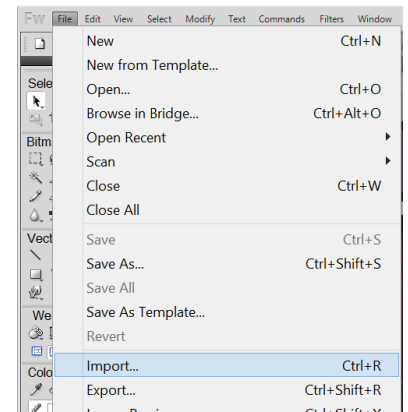 Fw File Edit View Select Modify Text Commands Filters Window
New Ctrl+N
New from Template...
Sele
Open... Ctrl+O
Browse in Bridge... Ctrl+Alt+O
Bitm
Open Recent
Scan
Close Ctrl+W
Close All
Vect
Save Ctrl+S
Save As... Ctrl+Shift+S
Save All
We
Save As Template...
Revert
Import... Ctrl+R
Colo
Export... Ctrl+Shift+R